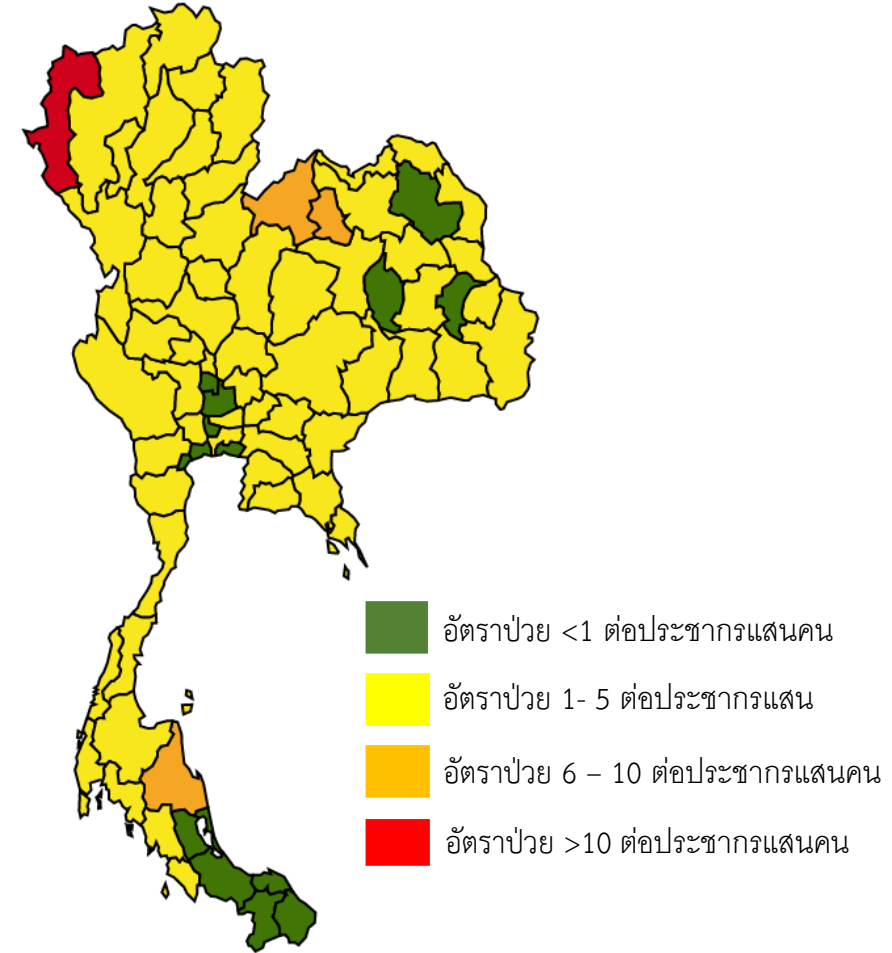 อัตราป่วย <1 ต่อประชากรแสนคน
อัตราป่วย 1- 5 ต่อประชากรแสน
อัตราป่วย 6 – 10 ต่อประชากรแสนคน
อัตราป่วย >10 ต่อประชากรแสนคน